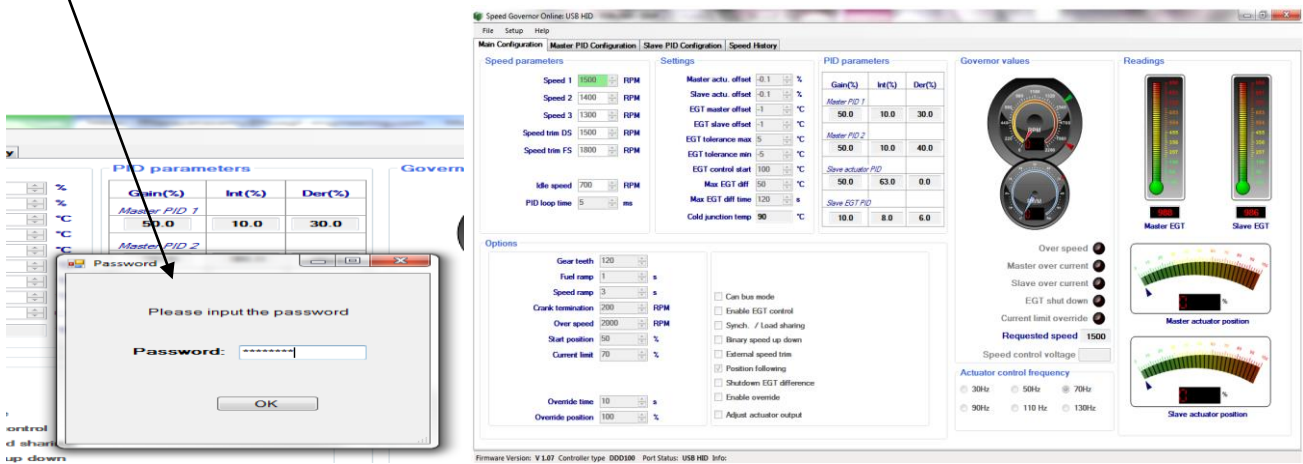 y
PID parameters
Govern
%
Gain(%) Int(%) Der(%)
%
Master PID 1
°C
50.0 10.0 30.0
°C
Master PID 2
°C
Password
Please input the password
Password: ********
OK
ontrol
d shari
up down
Speed Governor Online: USB HID
File Setup Help
Main Configuration Master PID Configuration Slave PID Configration Speed History
Speed parameters
Speed 1 1500 RPM
Speed 2 1400 RPM
Speed 3 1300 RPM
Speed trim DS 1500 RPM
Speed trim FS 1800 RPM
Idle speed 700 RPM
PID loop time 5 ms
Settings
Master actu. offset -0.1 %
Slave actu. offset -0.1 %
EGT master offset -1 °C
EGT slave offset -1 °C
EGT tolerance max 5 °C
EGT tolerance min -5 °C
EGT control start 100 °C
Max EGT diff 50 °C
Max EGT diff time 120 s
Cold junction temp 90 °C
PID parameters
Gain(%) Int(%) Der(%)
Master PID 1
50.0 10.0 30.0
Master PID 2
50.0 10.0 40.0
Slave actuator PID
50.0 63.0 0.0
Slave EGT PID
10.0 8.0 6.0
Governor values
RPM
RPM
Over speed
Master over current
Slave over current
EGT shut down
Current limit override
Requested speed 1500
Speed control voltage
Actuator control frequency
30Hz 50Hz 70Hz
90Hz 110 Hz 130Hz
Readings
Master EGT Slave EGT
%
Master actuator position
%
Slave actuator position
Options
Gear teeth 120
Fuel ramp 1 s
Speed ramp 3 s
Crank termination 200 RPM
Over speed 2000 RPM
Start position 50 %
Current limit 70 %
Override time 10 s
Override position 100 %
Can bus mode
Enable EGT control
Synch. / Load sharing
Binary speed up down
External speed trim
Position following
Shutdown EGT difference
Enable override
Adjust actuator output
Firmware Version: V 1.07 Controller type DDD100 Port Status: USB HID Info: